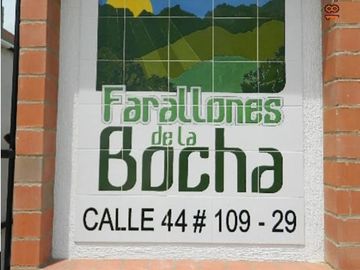 Farallones
de la
Bocha
CALLE 44 # 109 - 29